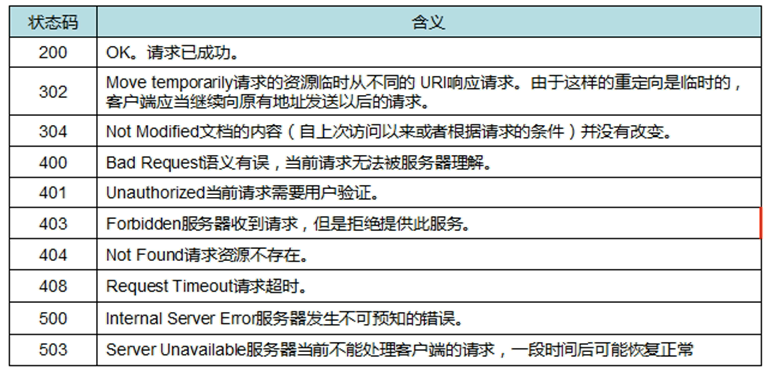 状态码 含义
200 OK。请求已成功。
302 Move temporarily请求的资源临时从不同的 URI响应请求。由于这样的重定向是临时的，
客户端应当继续向原有地址发送以后的请求。
304 Not Modified文档的内容（自上次访问以来或者根据请求的条件）并没有改变。
400 Bad Request语义有误，当前请求无法被服务器理解。
401 Unauthorized当前请求需要用户验证。
403 Forbidden服务器收到请求，但是拒绝提供此服务。
404 Not Found请求资源不存在。
408 Request Timeout请求超时。
500 Internal Server Error服务器发生不可预知的错误。
503 Server Unavailable服务器当前不能处理客户端的请求，一段时间后可能恢复正常